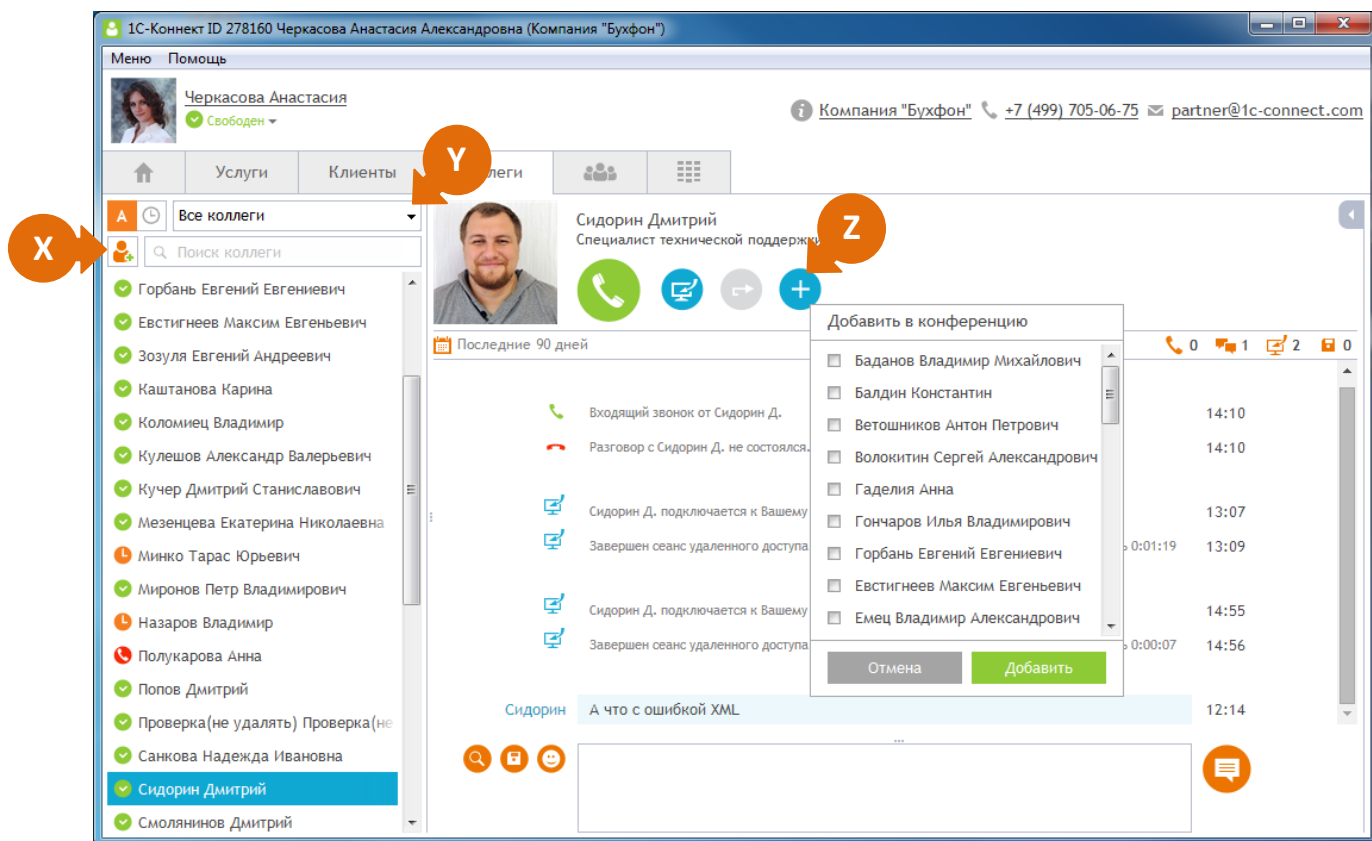 1С-Коннект ID 278160 Черкасова Анастасия Александровна (Компания "Бухфон")
Меню Помощь
Черкасова Анастасия
Свободен
Компания "Бухфон" +7 (499) 705-06-75 partner@1c-connect.com
Услуги Клиенты леги
Y
А Все коллеги
X
Поиск коллеги
Горбань Евгений Евгениевич
Евстигнеев Максим Евгеньевич
Зозуля Евгений Андреевич
Каштанова Карина
Коломиец Владимир
Кулешов Александр Валерьевич
Кучер Дмитрий Станиславович
Мезенцева Екатерина Николаевна
Минко Тарас Юрьевич
Миронов Петр Владимирович
Назаров Владимир
Полукарова Анна
Попов Дмитрий
Проверка(не удалять) Проверка(не
Санкова Надежда Ивановна
Сидорин Дмитрий
Смолянинов Дмитрий
Сидорин Дмитрий
Специалист технической поддержки
Z
Последние 90 дней
0 1 2 0
Входящий звонок от Сидорин Д. 14:10
Разговор с Сидорин Д. не состоялся. 14:10
Сидорин Д. подключается к Вашему 13:07
Завершен сеанс удаленного доступа 0:01:19 13:09
Сидорин Д. подключается к Вашему 14:55
Завершен сеанс удаленного доступа 0:00:07 14:56
Сидорин А что с ошибкой XML 12:14
...
Добавить в конференцию
Баданов Владимир Михайлович
Балдин Константин
Ветошников Антон Петрович
Волокитин Сергей Александрович
Гаделия Анна
Гончаров Илья Владимирович
Горбань Евгений Евгениевич
Евстигнеев Максим Евгеньевич
Емец Владимир Александрович
Отмена Добавить